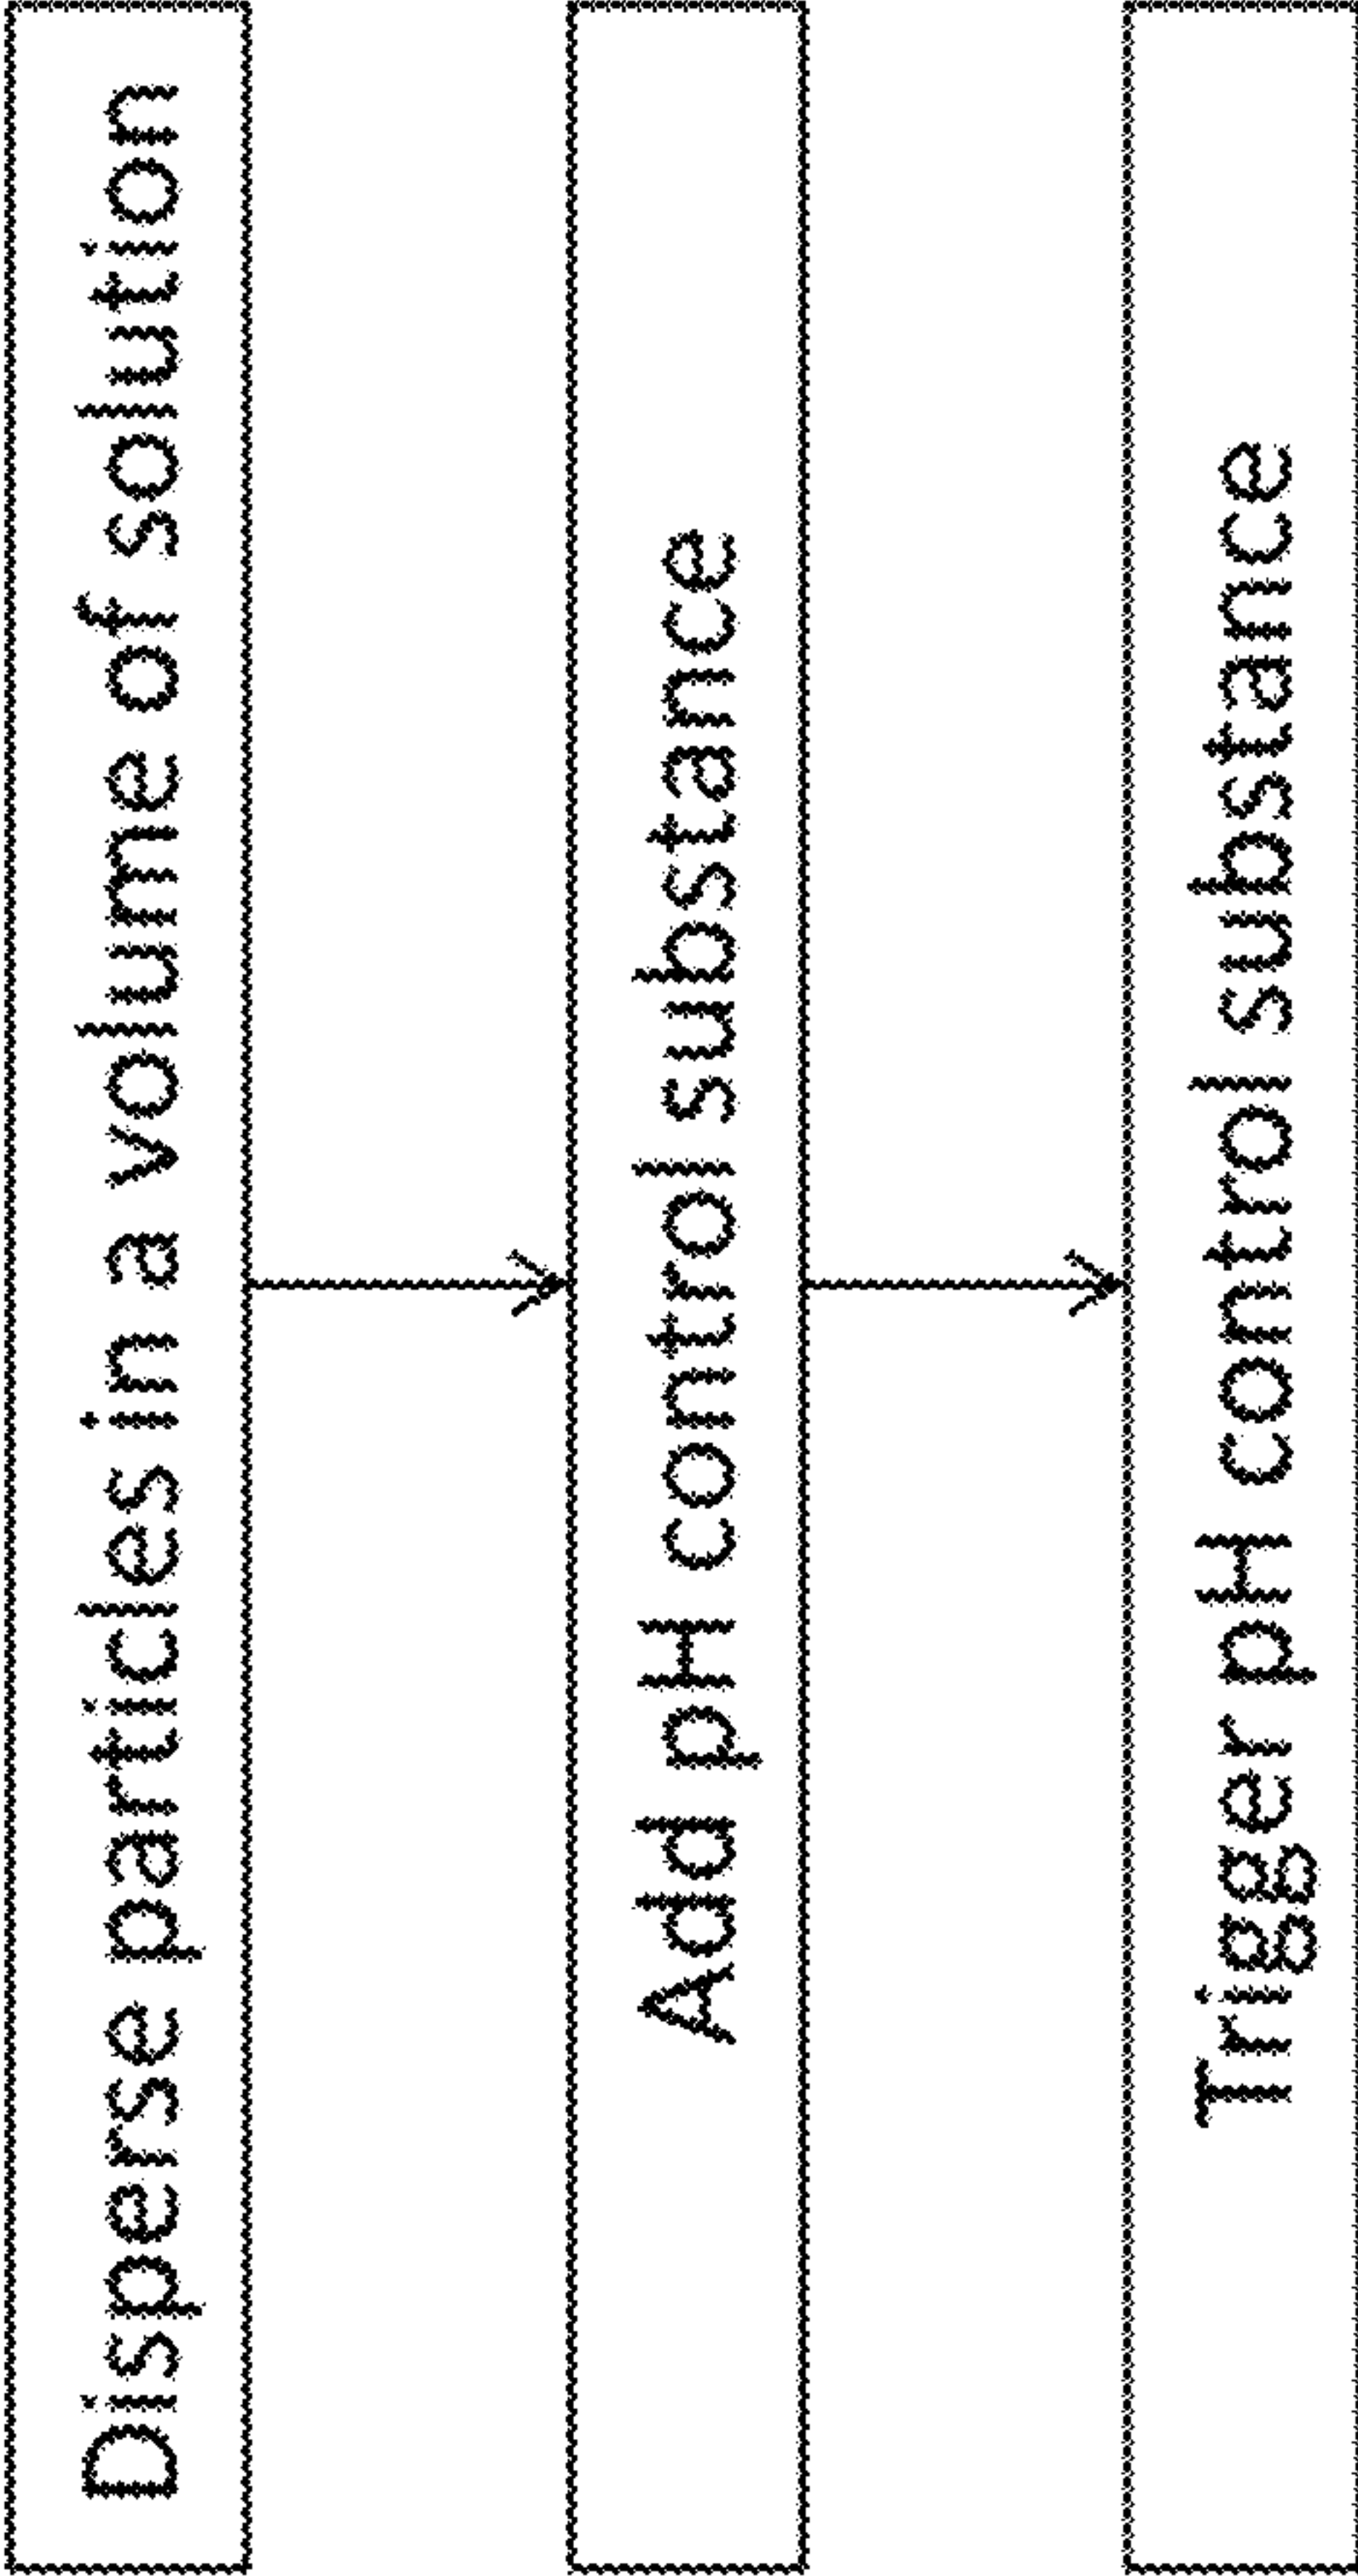 Disperse particles in a volume of solution
Add pH control substance
Trigger pH control substance